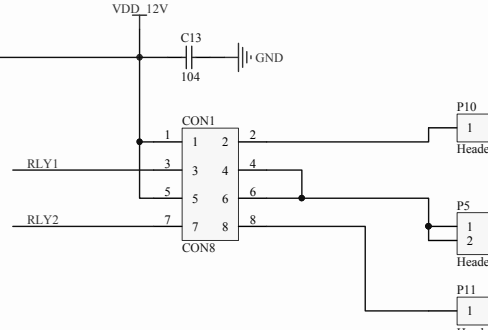 VDD_12V
C13
GND
104
P10
CON1
1 1 2 2
1
Heade
RLY1 3 3 4 4
5 5 6 6
P5
RLY2 7 7 8 8
1
2
CON8
Heade
P11
1